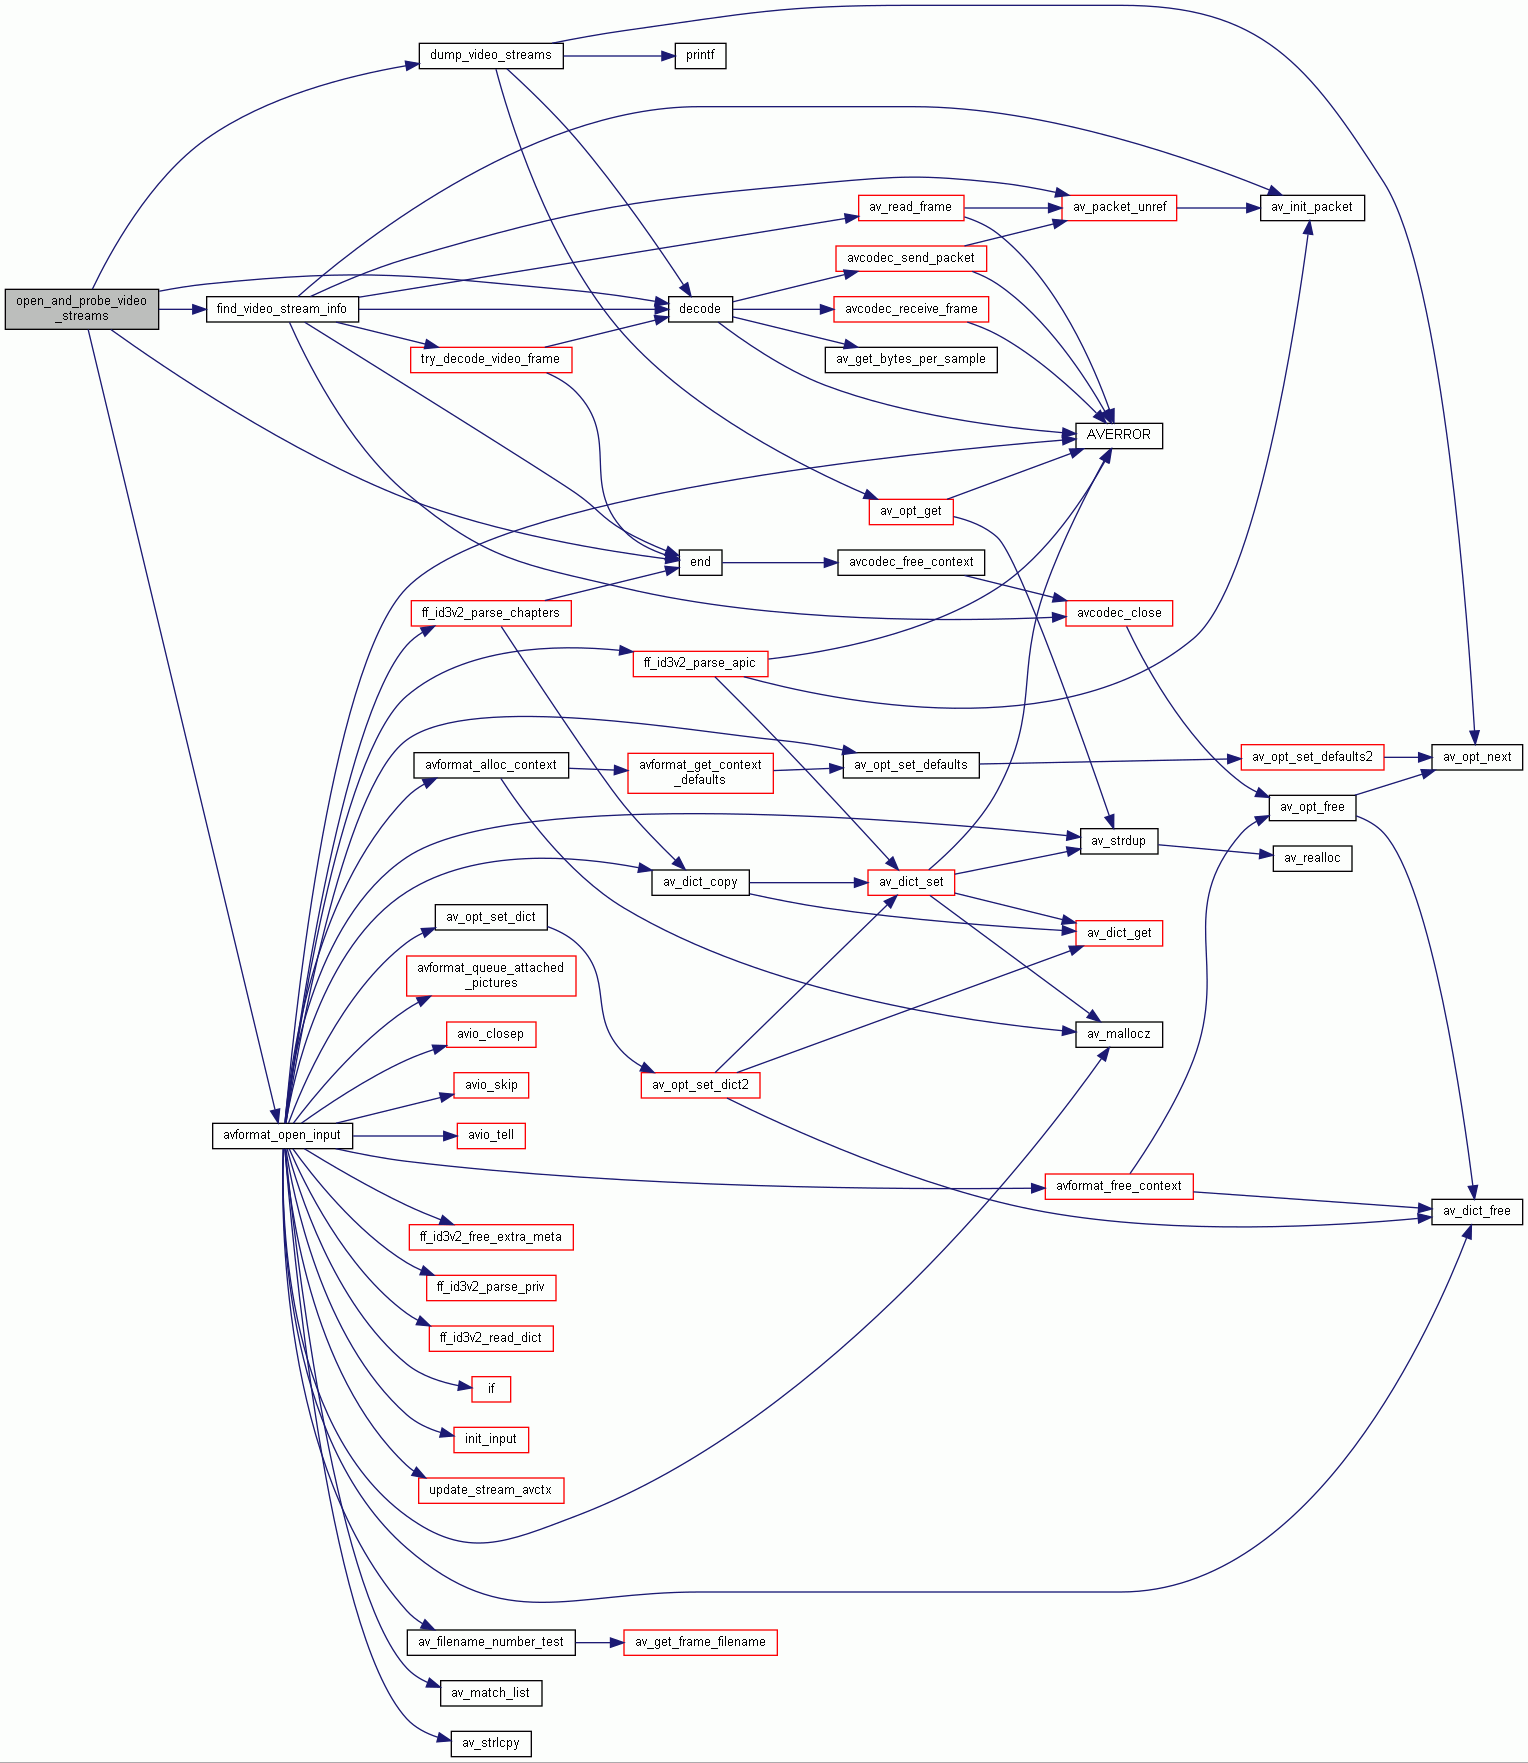 dump_video_streams
printf
av_read_frame
av_packet_unref
av_init_packet
avcodec_send_packet
open_and_probe_video
_streams
find_video_stream_info
decode
avcodec_receive_frame
try_decode_video_frame
av_get_bytes_per_sample
AVERROR
av_opt_get
end
avcodec_free_context
ff_id3v2_parse_chapters
avcodec_close
ff_id3v2_parse_apic
avformat_alloc_context
avformat_get_context
_defaults
av_opt_set_defaults
av_opt_set_defaults2
av_opt_next
av_opt_free
av_strdup
av_realloc
av_dict_copy
av_dict_set
av_opt_set_dict
av_dict_get
avformat_queue_attached
_pictures
avio_closep
av_mallocz
avio_skip
av_opt_set_dict2
avformat_open_input
avio_tell
avformat_free_context
av_dict_free
ff_id3v2_free_extra_meta
ff_id3v2_parse_priv
ff_id3v2_read_dict
if
init_input
update_stream_avctx
av_filename_number_test
av_get_frame_filename
av_match_list
av_strlcpy